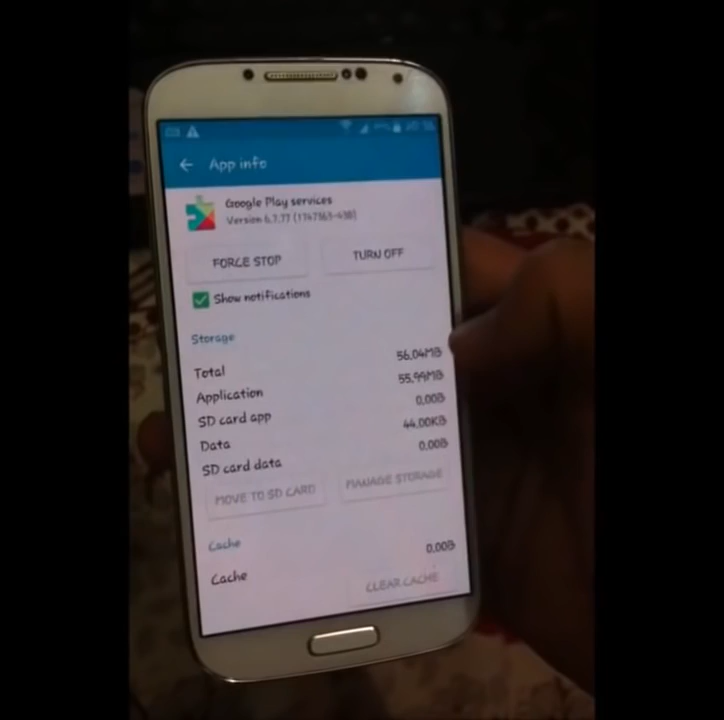 App info
Google Play services
Version 6.7.77 (1747363-438)
FORCE STOP
TURN OFF
Show notifications
Storage
Total 56.04MB
Application 55.99MB
SD card app 0.00B
Data 44.00KB
SD card data 0.00B
MOVE TO SD CARD
MANAGE STORAGE
Cache
Cache 0.00B
CLEAR CACHE